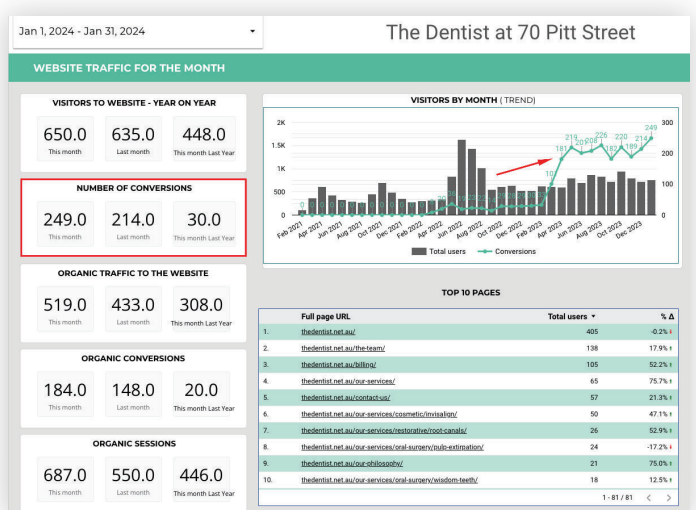 Jan 1, 2024 - Jan 31, 2024
The Dentist at 70 Pitt Street
WEBSITE TRAFFIC FOR THE MONTH
VISITORS TO WEBSITE - YEAR ON YEAR
650.0 635.0 448.0
This month Last month This month Last Year
NUMBER OF CONVERSIONS
249.0 214.0 30.0
This month Last month This month Last Year
ORGANIC TRAFFIC TO THE WEBSITE
519.0 433.0 308.0
This month Last month This month Last Year
ORGANIC CONVERSIONS
184.0 148.0 20.0
This month Last month This month Last Year
ORGANIC SESSIONS
687.0 550.0 446.0
This month Last month This month Last Year
VISITORS BY MONTH ( TREND)
2K 300
1.5K
200
1K
100
500
0 0
219 208 226 220 249
181 182 189 214
Feb 2021 Apr 2021 Jun 2021 Aug 2021 Oct 2021 Dec 2021 Feb 2022 Apr 2022 Jun 2022 Aug 2022 Oct 2022 Dec 2022 Feb 2023 Apr 2023 Jun 2023 Aug 2023 Oct 2023 Dec 2023
Total users Conversions
TOP 10 PAGES
Full page URL Total users % Δ
1. thedentist.net.au/ 405 -0.2%
2. thedentist.net.au/the-team/ 138 17.9%
3. thedentist.net.au/billing/ 105 52.2%
4. thedentist.net.au/our-services/ 65 75.7%
5. thedentist.net.au/contact-us/ 57 21.3%
6. thedentist.net.au/our-services/cosmetic/invisalign/ 50 47.1%
7. thedentist.net.au/our-services/restorative/root-canals/ 26 52.9%
8. thedentist.net.au/our-services/oral-surgery/pulp-extirpation/ 24 -17.2%
9. thedentist.net.au/our-philosophy/ 21 75.0%
10. thedentist.net.au/our-services/oral-surgery/wisdom-teeth/ 18 12.5%
1 - 81 / 81